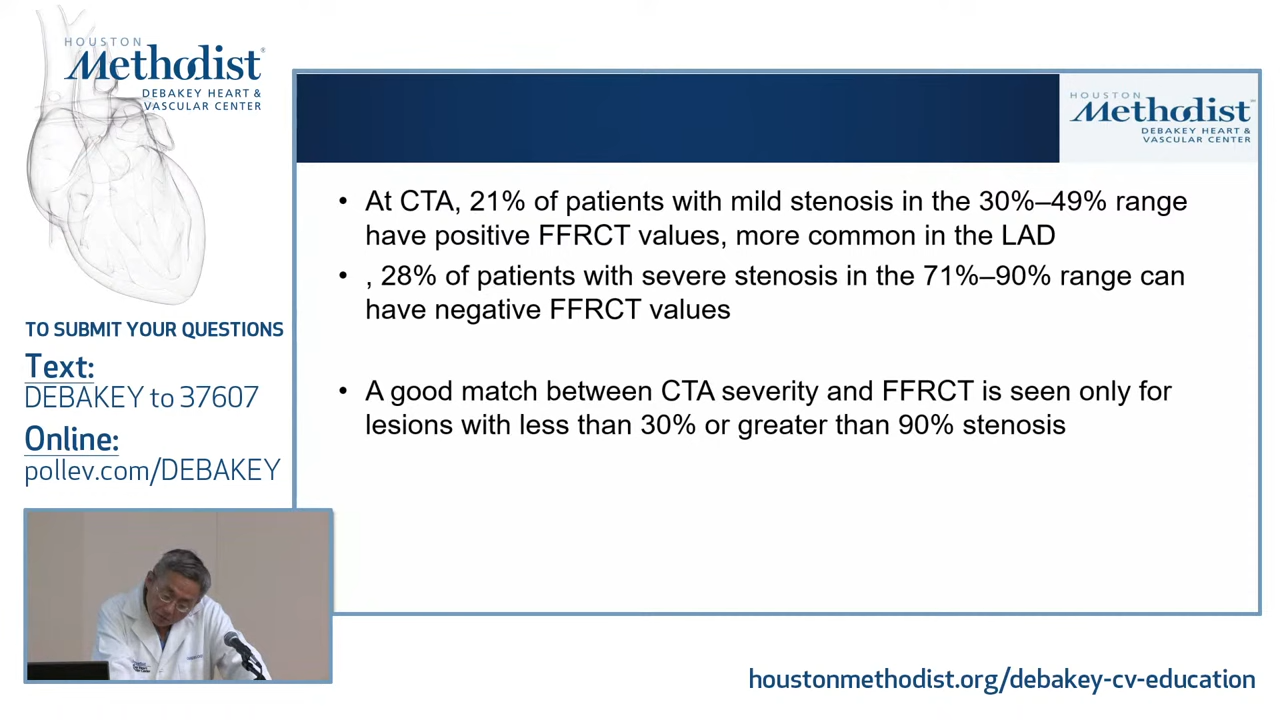 HOUSTON
Methodist
DEBAKEY HEART &
VASCULAR CENTER
TO SUBMIT YOUR QUESTIONS
Text:
DEBAKEY to 37607
Online:
pollev.com/DEBAKEY
HOUSTON
Methodist
DEBAKEY HEART &
VASCULAR CENTER
• At CTA, 21% of patients with mild stenosis in the 30%–49% range
have positive FFRCT values, more common in the LAD
• , 28% of patients with severe stenosis in the 71%–90% range can
have negative FFRCT values
• A good match between CTA severity and FFRCT is seen only for
lesions with less than 30% or greater than 90% stenosis
houstonmethodist.org/debakey-cv-education